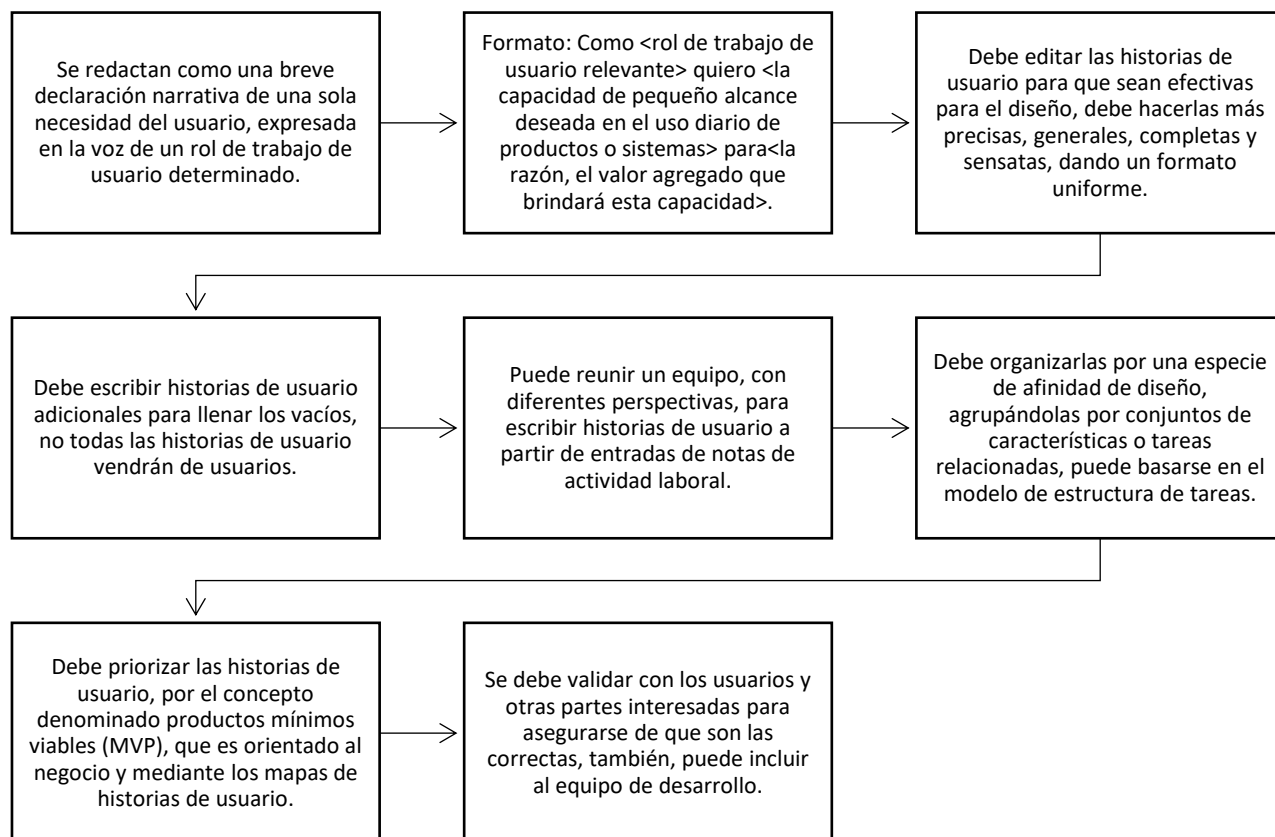 Se redactan como una breve
declaración narrativa de una sola
necesidad del usuario, expresada
en la voz de un rol de trabajo de
usuario determinado.
Formato: Como <rol de trabajo de
usuario relevante> quiero <la
capacidad de pequeño alcance
deseada en el uso diario de
productos o sistemas> para<la
razón, el valor agregado que
brindará esta capacidad>.
Debe editar las historias de
usuario para que sean efectivas
para el diseño, debe hacerlas más
precisas, generales, completas y
sensatas, dando un formato
uniforme.
Debe escribir historias de usuario
adicionales para llenar los vacíos,
no todas las historias de usuario
vendrán de usuarios.
Puede reunir un equipo, con
diferentes perspectivas, para
escribir historias de usuario a
partir de entradas de notas de
actividad laboral.
Debe organizarlas por una especie
de afinidad de diseño,
agrupándolas por conjuntos de
características o tareas
relacionadas, puede basarse en el
modelo de estructura de tareas.
Debe priorizar las historias de
usuario, por el concepto
denominado productos mínimos
viables (MVP), que es orientado al
negocio y mediante los mapas de
historias de usuario.
Se debe validar con los usuarios y
otras partes interesadas para
asegurarse de que son las
correctas, también, puede incluir
al equipo de desarrollo.